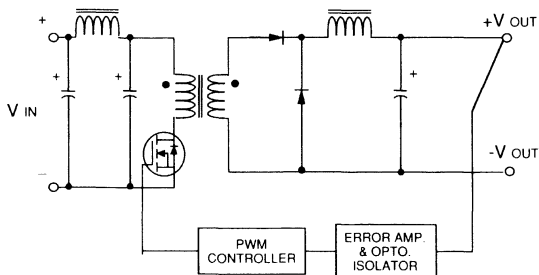 +
+V OUT
+
+
+
V IN
–
-V OUT
PWM
CONTROLLER
ERROR AMP.
& OPTO.
ISOLATOR